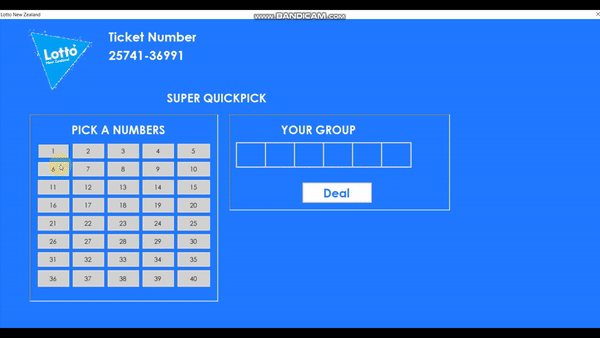 Lotto New Zealand
www.BANDICAM.com
Lotto
New Zealand
Ticket Number
25741-36991
SUPER QUICKPICK
PICK A NUMBERS
1 2 3 4 5
6 7 8 9 10
11 12 13 14 15
16 17 18 19 20
21 22 23 24 25
26 27 28 29 30
31 32 33 34 35
36 37 38 39 40
YOUR GROUP
Deal